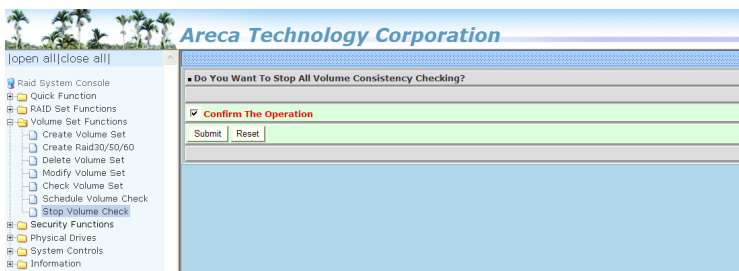 Areca Technology Corporation
|open all|close all|
Raid System Console
Quick Function
RAID Set Functions
Volume Set Functions
Create Volume Set
Create Raid30/50/60
Delete Volume Set
Modify Volume Set
Check Volume Set
Schedule Volume Check
Stop Volume Check
Security Functions
Physical Drives
System Controls
Information
Do You Want To Stop All Volume Consistency Checking?
Confirm The Operation
Submit Reset